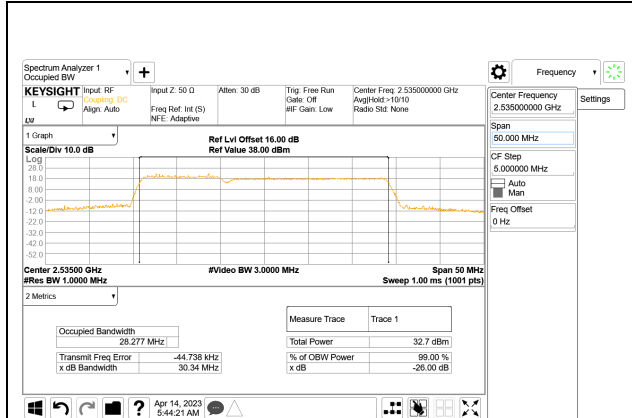 Spectrum Analyzer 1
Occupied BW
Frequency
KEYSIGHT
L
Input: RF
Coupling: DC
Align: Auto
Input Z: 50 Ω
Freq Ref: Int (S)
NFE: Adaptive
Atten: 30 dB
Trig: Free Run
Gate: Off
#IF Gain: Low
Center Freq: 2.535000000 GHz
Avg|Hold:>10/10
Radio Std: None
Center Frequency
2.535000000 GHz
Settings
Span
50.000 MHz
CF Step
5.000000 MHz
Auto
Man
Freq Offset
0 Hz
1 Graph
Scale/Div 10.0 dB
Ref Lvl Offset 16.00 dB
Ref Value 38.00 dBm
Log
28.0
18.0
8.00
-2.00
-12.0
-22.0
-32.0
-42.0
-52.0
Center 2.53500 GHz
#Res BW 1.0000 MHz
#Video BW 3.0000 MHz
Span 50 MHz
Sweep 1.00 ms (1001 pts)
2 Metrics
Occupied Bandwidth
28.277 MHz
Transmit Freq Error -44.738 kHz
x dB Bandwidth 30.34 MHz
Measure Trace Trace 1
Total Power 32.7 dBm
% of OBW Power 99.00 %
x dB -26.00 dB
?
Apr 14, 2023
5:44:21 AM